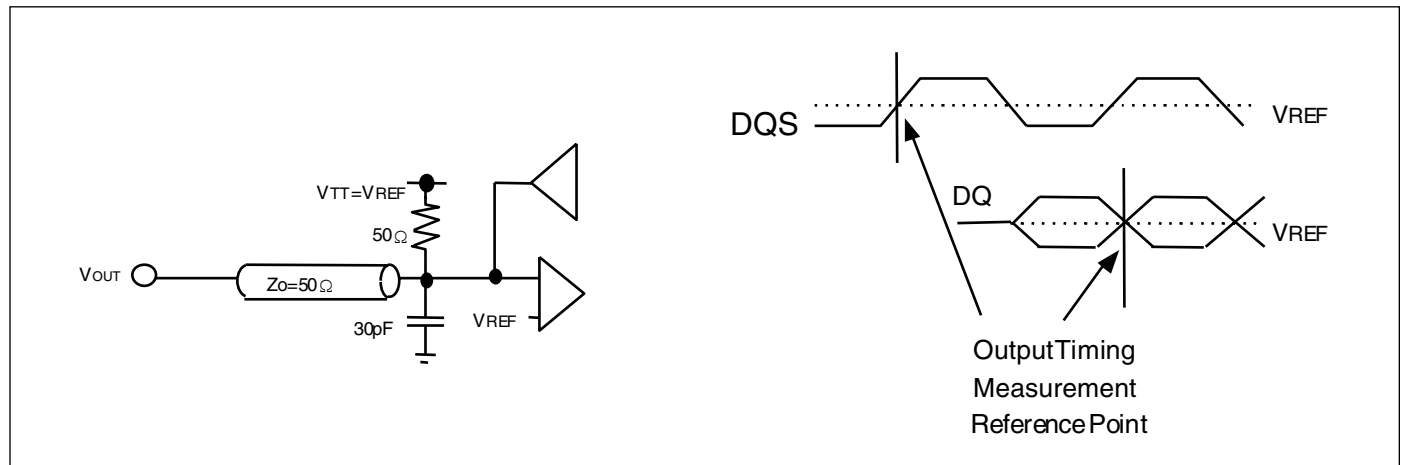 VTT=VREF
50Ω
VOUT
Zo=50Ω
30pF
VREF
DQS
VREF
DQ
VREF
OutputTiming
Measurement
ReferencePoint